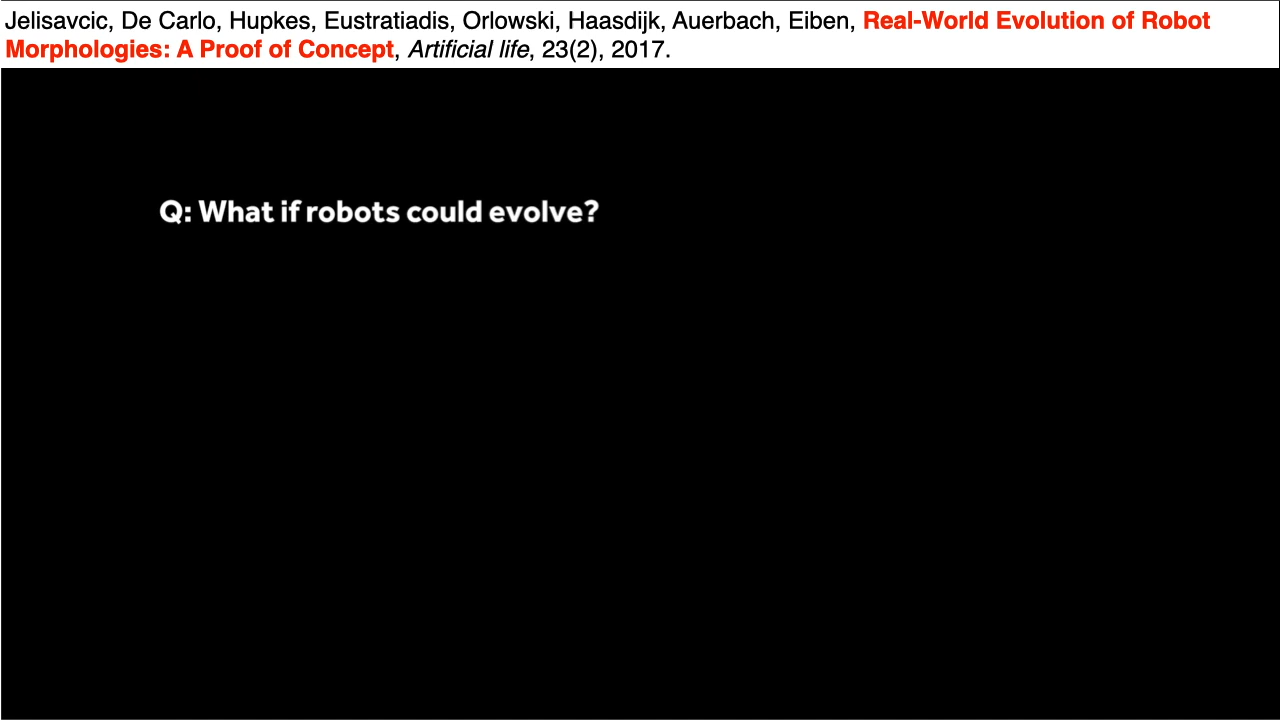 Jelisavcic, De Carlo, Hupkes, Eustratiadis, Orlowski, Haasdijk, Auerbach, Eiben, Real-World Evolution of Robot
Morphologies: A Proof of Concept, Artificial life, 23(2), 2017.
Q: What if robots could evolve?